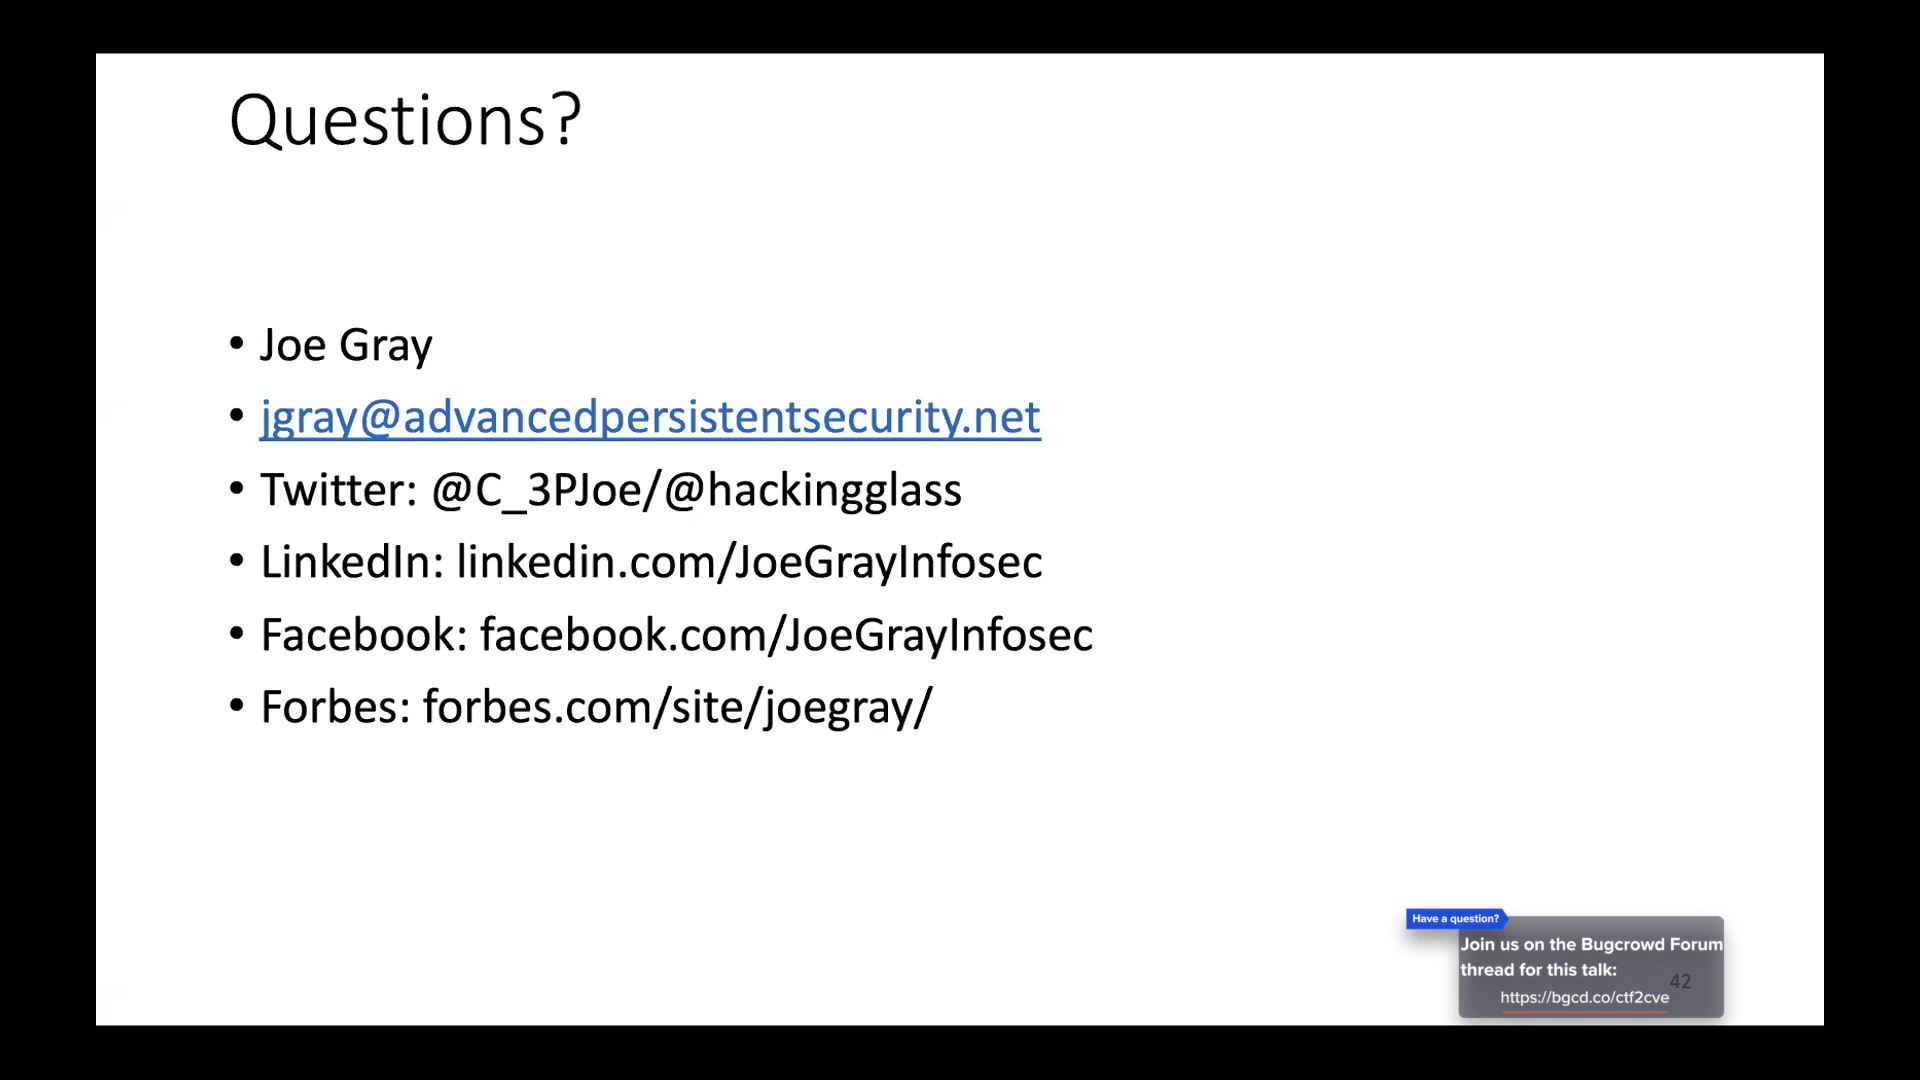 Questions?
• Joe Gray
• jgray@advancedpersistentsecurity.net
• Twitter: @C_3PJoe/@hackingglass
• LinkedIn: linkedin.com/JoeGrayInfosec
• Facebook: facebook.com/JoeGrayInfosec
• Forbes: forbes.com/site/joegray/
Have a question?
Join us on the Bugcrowd Forum
thread for this talk:
42
https://bgcd.co/ctf2cve